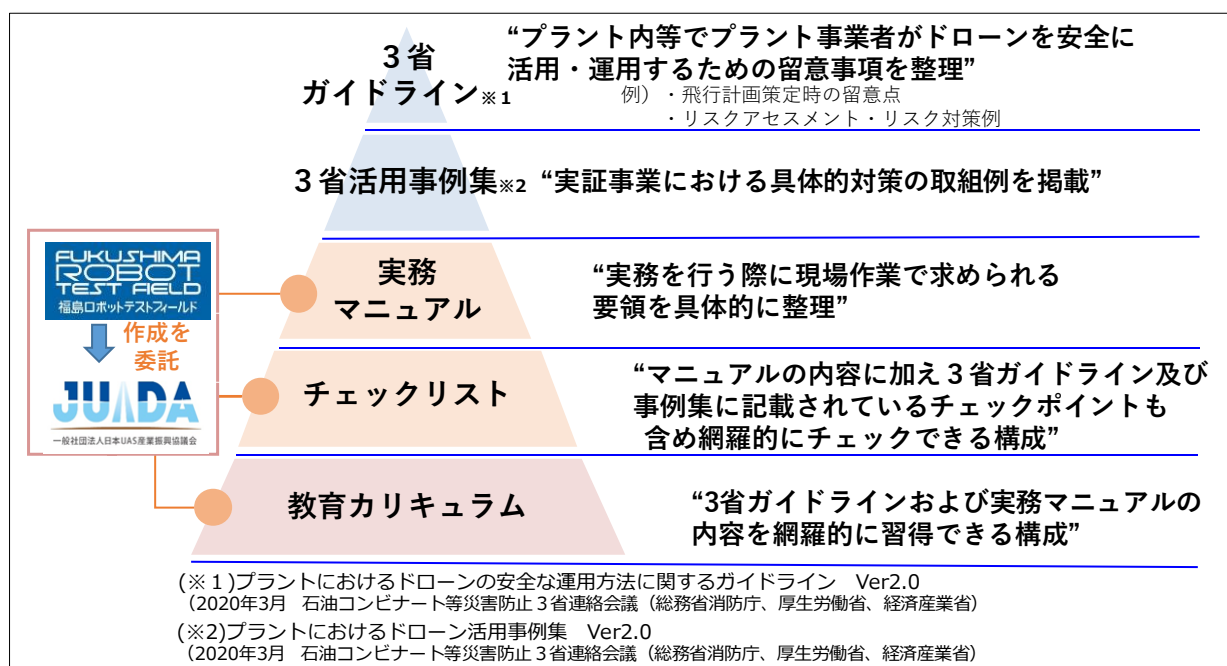 3省
ガイドライン※1
“プラント内等でプラント事業者がドローンを安全に
活用・運用するための留意事項を整理”
例）・飛行計画策定時の留意点
・リスクアセスメント・リスク対策例
３省活用事例集※2 “実証事業における具体的対策の取組例を掲載”
FUKUSHIMA
ROBOT
TEST FIELD
福島ロボットテストフィールド
作成を
委託
JUIDA
一般社団法人日本UAS産業振興協議会
実務
マニュアル
“実務を行う際に現場作業で求められる
要領を具体的に整理”
チェックリスト
“マニュアルの内容に加え３省ガイドライン及び
事例集に記載されているチェックポイントも
含め網羅的にチェックできる構成”
教育カリキュラム
“3省ガイドラインおよび実務マニュアルの
内容を網羅的に習得できる構成”
(※１)プラントにおけるドローンの安全な運用方法に関するガイドライン　Ver2.0
（2020年3月　石油コンビナート等災害防止３省連絡会議（総務省消防庁、厚生労働省、経済産業省）
(※2)プラントにおけるドローン活用事例集　Ver2.0
（2020年3月　石油コンビナート等災害防止３省連絡会議（総務省消防庁、厚生労働省、経済産業省）